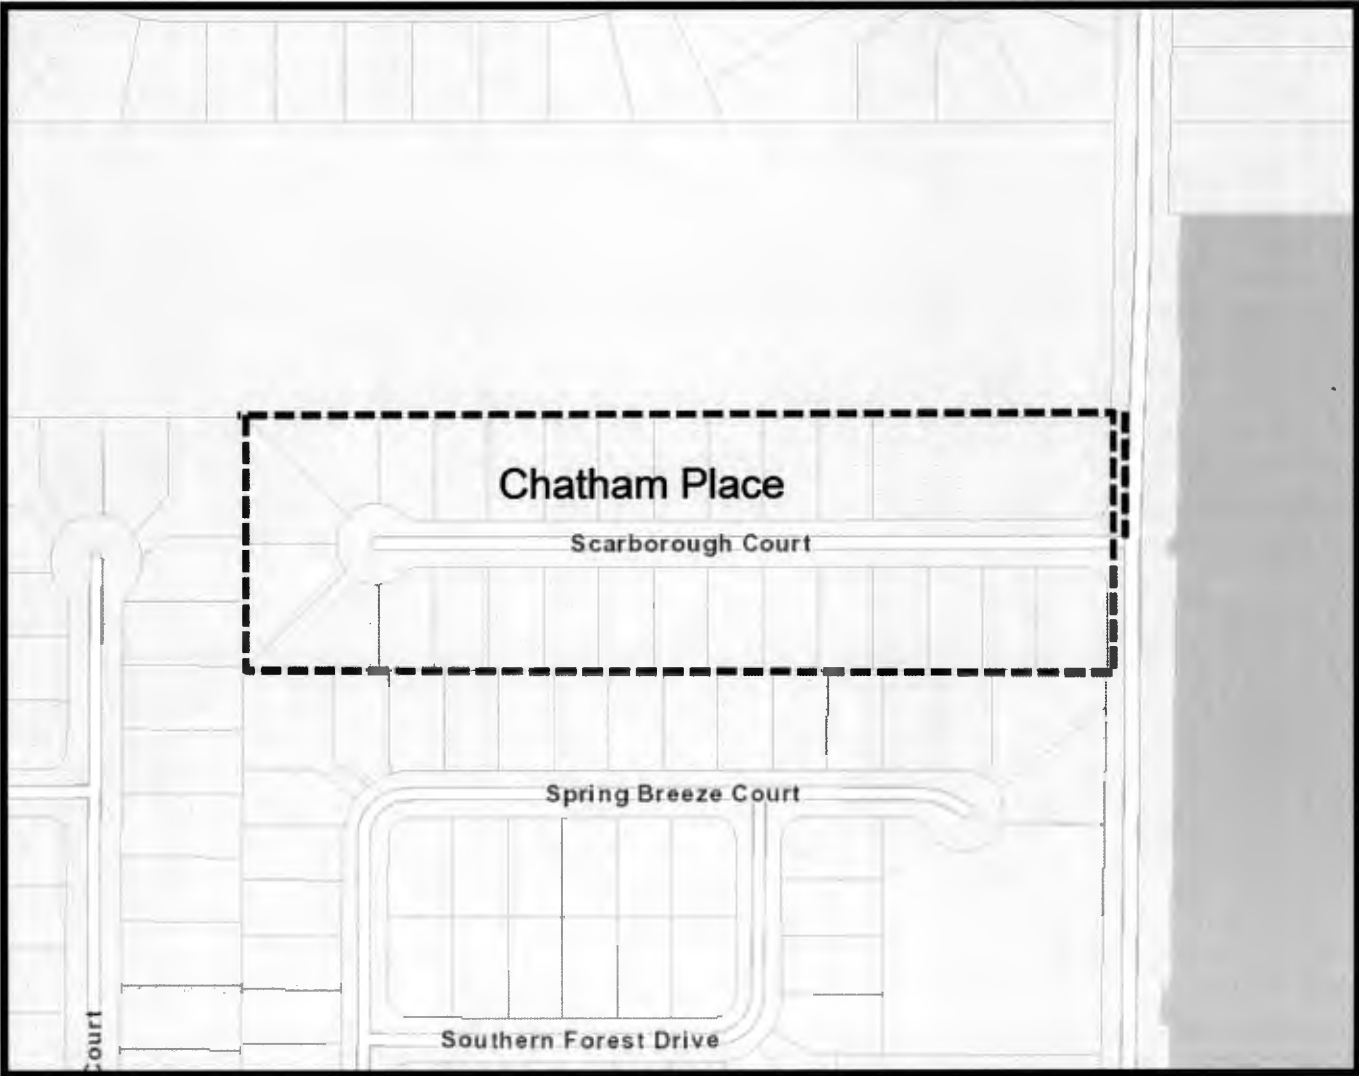 Chatham Place
Scarborough Court
Spring Breeze Court
Southern Forest Drive
Court